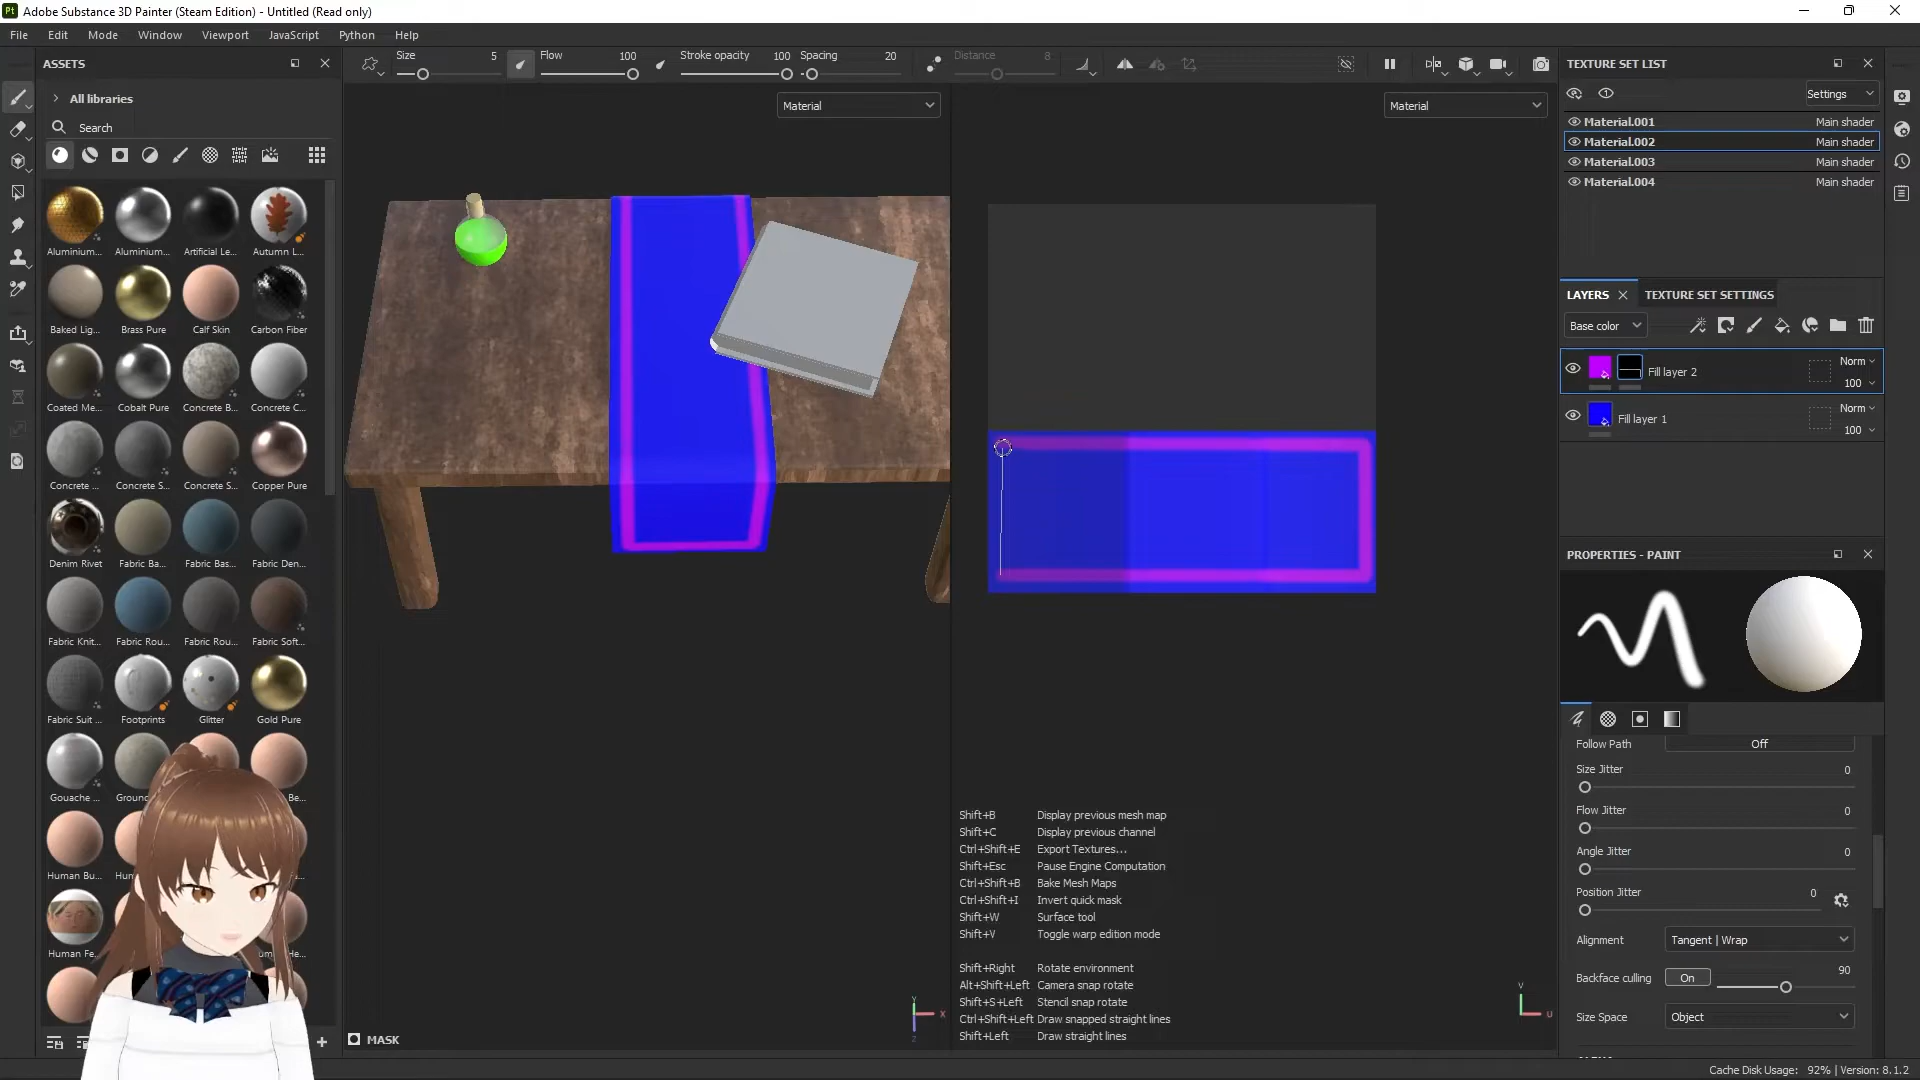 Adobe Substance 3D Painter (Steam Edition) - Untitled (Read only)
File Edit Mode Window Viewport JavaScript Python Help
ASSETS
Size 5 Flow 100 Stroke opacity 100 Spacing 20 Distance 8
All libraries
Search
Aluminium... Aluminium... Artificial Le... Autumn L...
Baked Lig... Brass Pure Calf Skin Carbon Fiber
Coated Me... Cobalt Pure Concrete B... Concrete C...
Concrete ... Concrete S... Concrete S... Copper Pure
Denim Rivet Fabric Ba... Fabric Bas... Fabric Den...
Fabric Knit... Fabric Rou... Fabric Rou... Fabric Soft...
Fabric Suit ... Footprints Glitter Gold Pure
Gouache ... Be...
Human Bu...
Human Fe...
Material
Material
MASK
Shift+B Display previous mesh map
Shift+C Display previous channel
Ctrl+Shift+E Export Textures...
Shift+Esc Pause Engine Computation
Ctrl+Shift+B Bake Mesh Maps
Ctrl+Shift+I Invert quick mask
Shift+W Surface tool
Shift+V Toggle warp edition mode
Shift+Right Rotate environment
Alt+Shift+Left Camera snap rotate
Shift+S+Left Stencil snap rotate
Ctrl+Shift+Left Draw snapped straight lines
Shift+Left Draw straight lines
TEXTURE SET LIST
Settings
Material.001 Main shader
Material.002 Main shader
Material.003 Main shader
Material.004 Main shader
LAYERS TEXTURE SET SETTINGS
Base color
Fill layer 2 Norm 100
Fill layer 1 Norm 100
PROPERTIES - PAINT
Follow Path Off
Size Jitter 0
Flow Jitter 0
Angle Jitter 0
Position Jitter 0
Alignment Tangent | Wrap
Backface culling On 90
Size Space Object
Cache Disk Usage: 92% | Version: 8.1.2